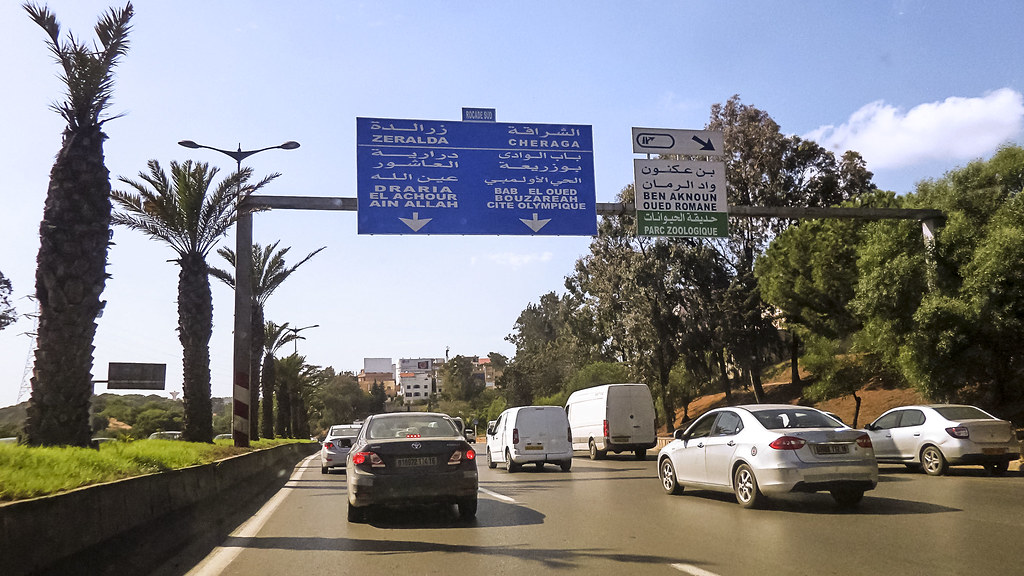 ROCADE SUD
زرالدة
ZERALDA
درارية
العاشور
عين الله
DRARIA
EL ACHOUR
AIN ALLAH
الشراقة
CHERAGA
باب الوادي
بوزريعة
الحي الأولمبي
BAB EL OUED
BOUZAREAH
CITE OLYMPIQUE
بن عكنون
واد الرمان
BEN AKNOUN
OUED ROMANE
حديقة الحيوانات
PARC ZOOLOGIQUE